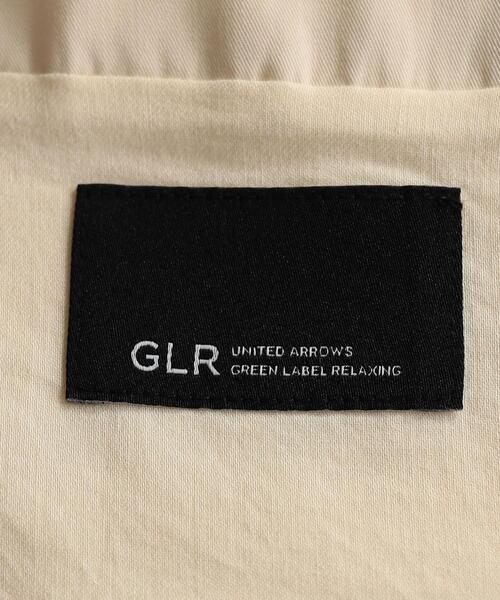 GLR
UNITED ARROWS
GREEN LABEL RELAXING